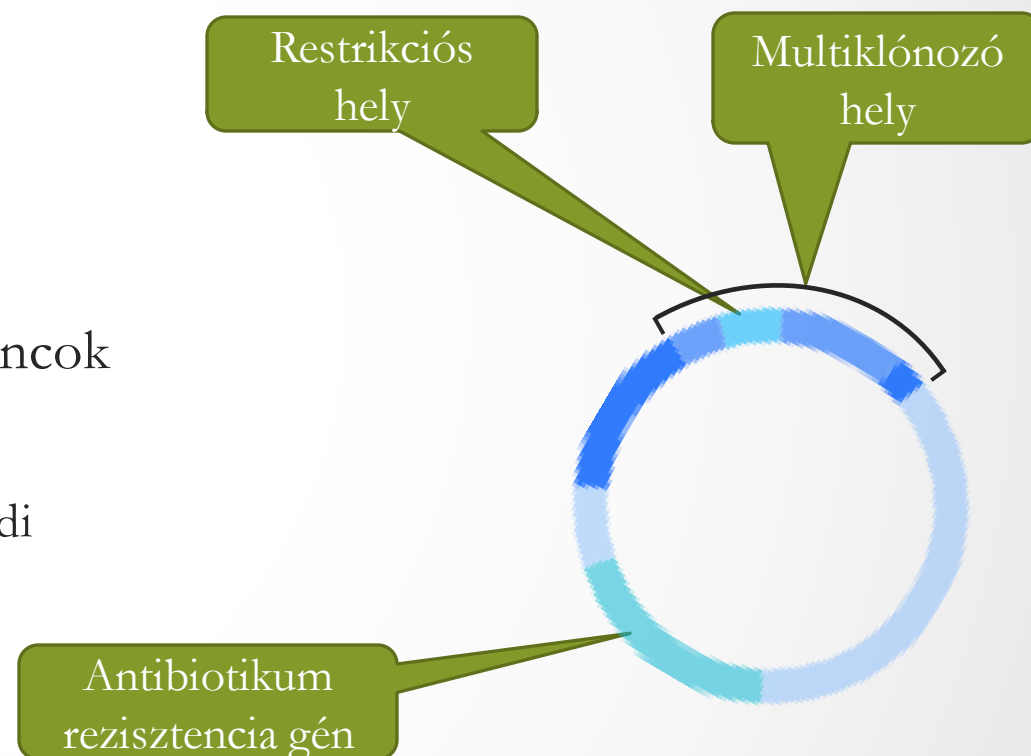 Restrikciós
hely
Multiklónozó
hely
ncok
di
Antibiotikum
rezisztencia gén